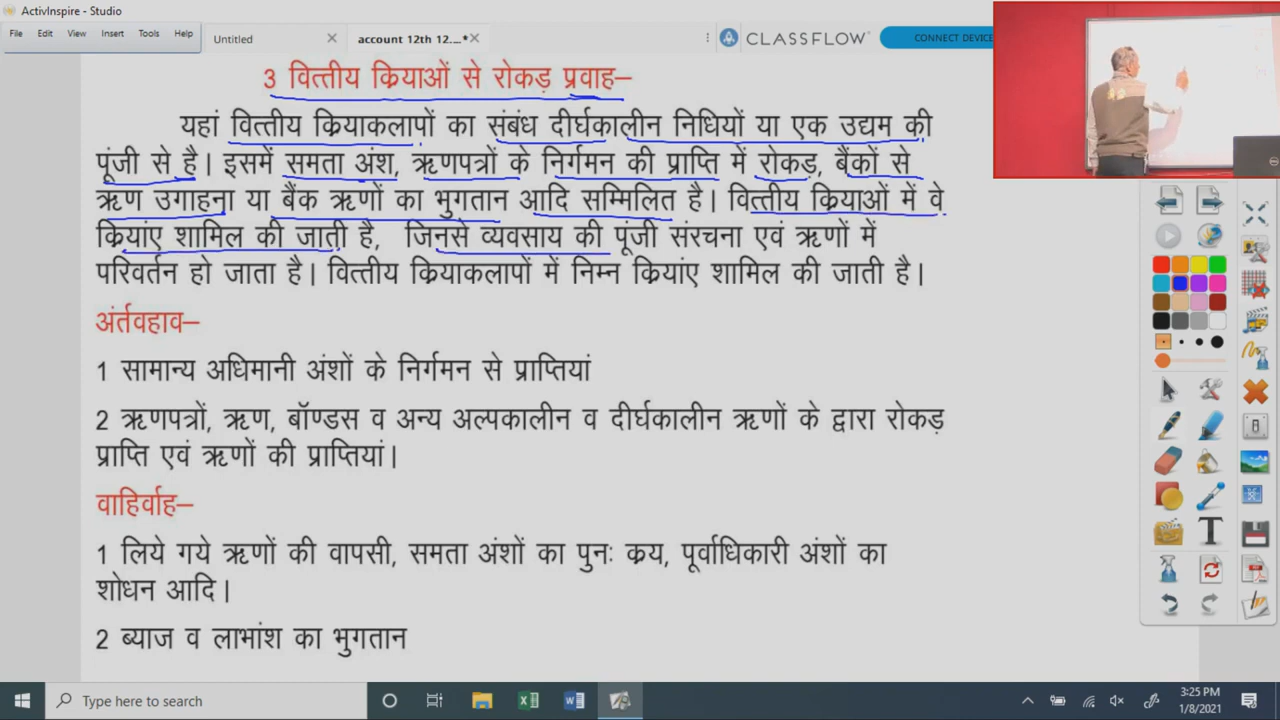 ActivInspire - Studio
File Edit View Insert Tools Help
Untitled
account 12th 12....*
CLASSFLOW
CONNECT DEVICE
3 वित्तीय क्रियाओं से रोकड़ प्रवाह–
यहां वित्तीय क्रियाकलापों का संबंध दीर्घकालीन निधियों या एक उद्यम की
पूंजी से है। इसमें समता अंश, ऋणपत्रों के निर्गमन की प्राप्ति में रोकड़, बैंकों से
ऋण उगाहना या बैंक ऋणों का भुगतान आदि सम्मिलित है। वित्तीय क्रियाओं में वे
क्रियांए शामिल की जाती है, जिनसे व्यवसाय की पूंजी संरचना एवं ऋणों में
परिवर्तन हो जाता है। वित्तीय क्रियाकलापों में निम्न क्रियांए शामिल की जाती है।
अंर्तवहाव–
1 सामान्य अधिमानी अंशों के निर्गमन से प्राप्तियां
2 ऋणपत्रों, ऋण, बॉण्डस व अन्य अल्पकालीन व दीर्घकालीन ऋणों के द्वारा रोकड़
प्राप्ति एवं ऋणों की प्राप्तियां।
वाहिर्वाह–
1 लिये गये ऋणों की वापसी, समता अंशों का पुनः क्रय, पूर्वाधिकारी अंशों का
शोधन आदि।
2 ब्याज व लाभांश का भुगतान
Type here to search
3:25 PM
1/8/2021